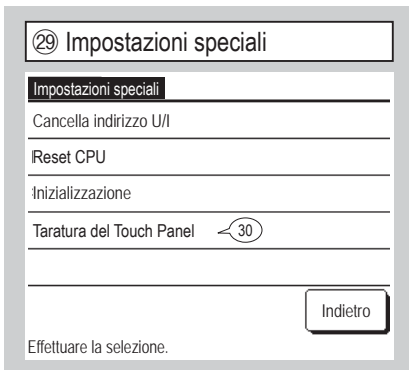 ㉙ Impostazioni speciali
Impostazioni speciali
Cancella indirizzo U/I
Reset CPU
Inizializzazione
Taratura del Touch Panel 30
Indietro
Effettuare la selezione.